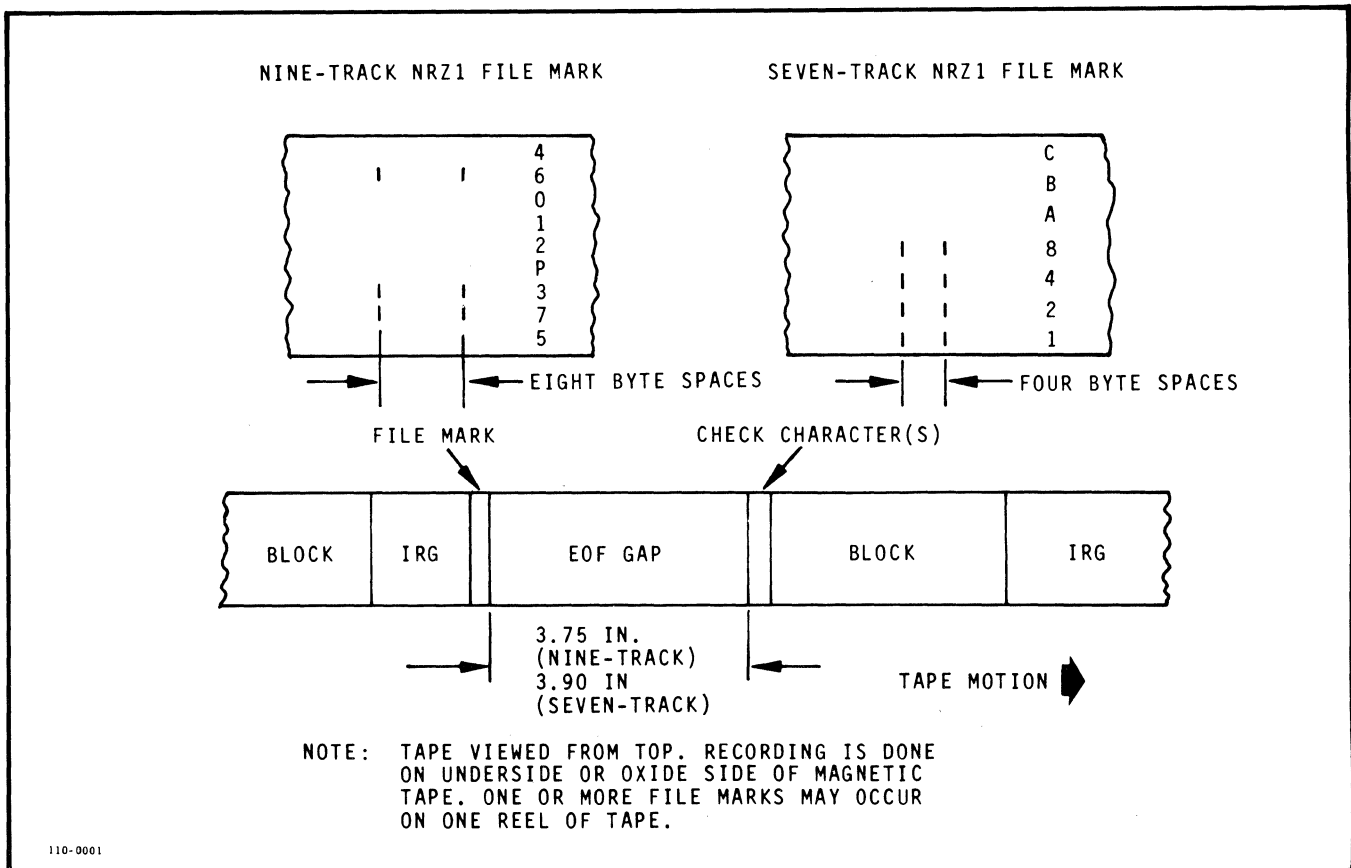 NINE-TRACK NRZ1 FILE MARK
SEVEN-TRACK NRZ1 FILE MARK
4
6
0
1
2
P
3
7
5
C
B
A
8
4
2
1
EIGHT BYTE SPACES
FOUR BYTE SPACES
FILE MARK
CHECK CHARACTER(S)
BLOCK
IRG
EOF GAP
BLOCK
IRG
3.75 IN.
(NINE-TRACK)
3.90 IN
(SEVEN-TRACK)
TAPE MOTION
NOTE: TAPE VIEWED FROM TOP. RECORDING IS DONE
ON UNDERSIDE OR OXIDE SIDE OF MAGNETIC
TAPE. ONE OR MORE FILE MARKS MAY OCCUR
ON ONE REEL OF TAPE.
110-0001